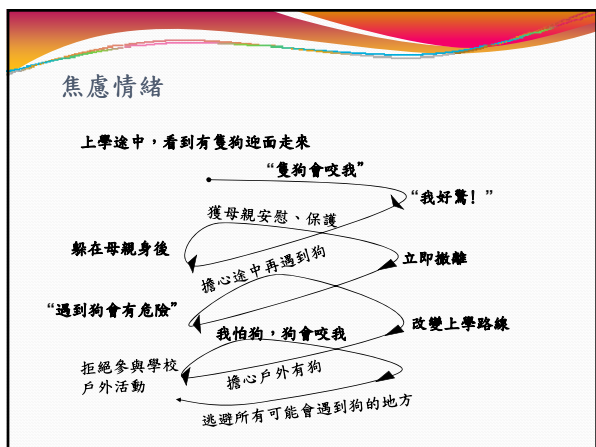 焦慮情緒
上學途中，看到有隻狗迎面走來
“隻狗會咬我”
“我好驚！”
獲母親安慰、保護
躲在母親身後
立即撤離
擔心途中再遇到狗
“遇到狗會有危險”
改變上學路線
我怕狗，狗會咬我
拒絕參與學校
戶外活動
擔心戶外有狗
逃避所有可能會遇到狗的地方